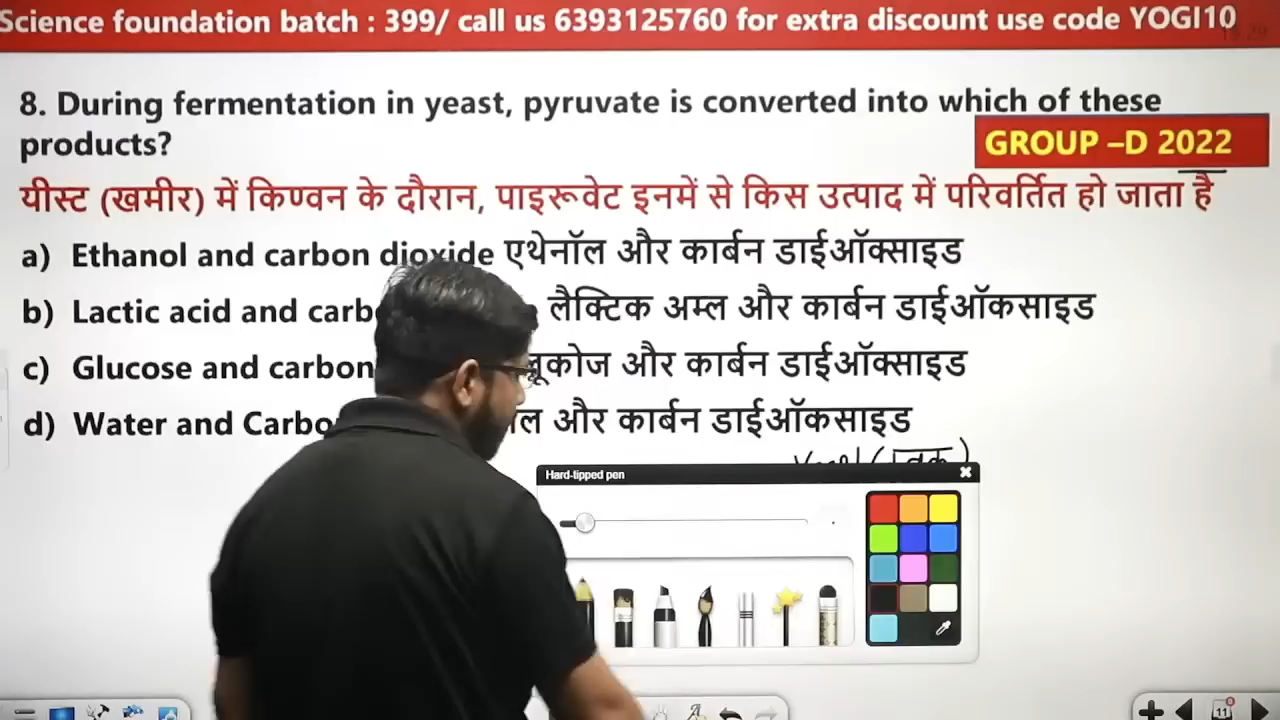 Science foundation batch : 399/ call us 6393125760 for extra discount use code YOGI10
8. During fermentation in yeast, pyruvate is converted into which of these
products?
GROUP –D 2022
यीस्ट (खमीर) में किण्वन के दौरान, पाइरूवेट इनमें से किस उत्पाद में परिवर्तित हो जाता है
a) Ethanol and carbon dioxide एथेनॉल और कार्बन डाईऑक्साइड
b) Lactic acid and carb लैक्टिक अम्ल और कार्बन डाईऑकसाइड
c) Glucose and carbon लूकोज और कार्बन डाईऑक्साइड
d) Water and Carbo ल और कार्बन डाईऑकसाइड
Hard-tipped pen
11